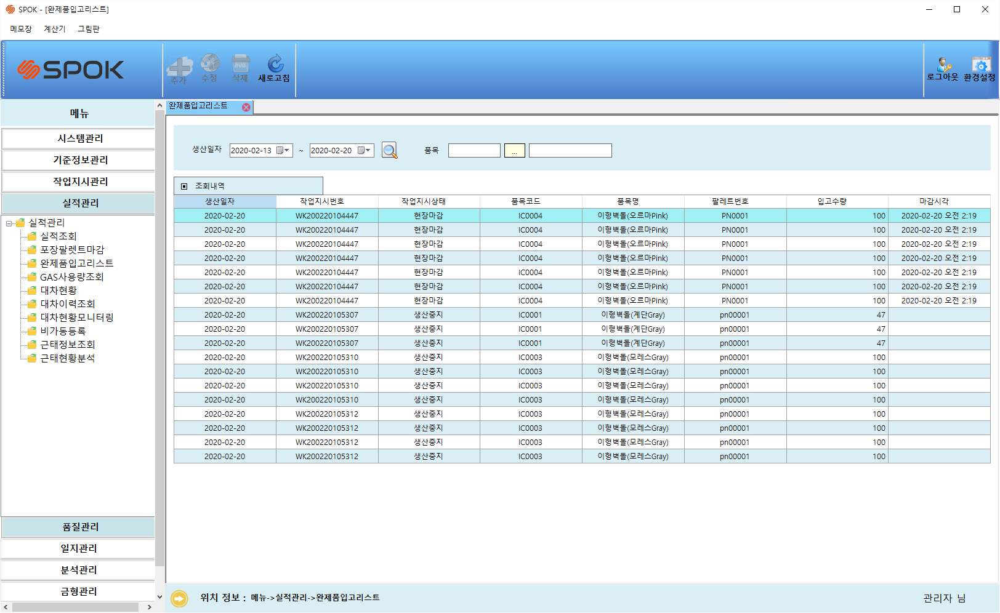 SPOK - [완제품입고리스트]
메모장 계산기 그림판
SPOK 추가 수정 삭제 새로고침 로그아웃 환경설정
메뉴
시스템관리
기준정보관리
작업지시관리
실적관리
실적관리
실적조회
포장팔렛트마감
완제품입고리스트
GAS사용량조회
대차현황
대차이력조회
대차현황모니터링
비가동등록
근태정보조회
근태현황분석
품질관리
일지관리
분석관리
금형관리
완제품입고리스트
생산일자 2020-02-13 ~ 2020-02-20 품목 ...
조회내역
생산일자 작업지시번호 작업지시상태 품목코드 품목명 팔레트번호 입고수량 마감시각
2020-02-20 WK200220104447 현장마감 IC0004 이형벽돌(오르마Pink) PN0001 100 2020-02-20 오전 2:19
2020-02-20 WK200220104447 현장마감 IC0004 이형벽돌(오르마Pink) PN0001 100 2020-02-20 오전 2:19
2020-02-20 WK200220104447 현장마감 IC0004 이형벽돌(오르마Pink) PN0001 100 2020-02-20 오전 2:19
2020-02-20 WK200220104447 현장마감 IC0004 이형벽돌(오르마Pink) PN0001 100 2020-02-20 오전 2:19
2020-02-20 WK200220104447 현장마감 IC0004 이형벽돌(오르마Pink) PN0001 100 2020-02-20 오전 2:19
2020-02-20 WK200220104447 현장마감 IC0004 이형벽돌(오르마Pink) PN0001 100 2020-02-20 오전 2:19
2020-02-20 WK200220104447 현장마감 IC0004 이형벽돌(오르마Pink) PN0001 100 2020-02-20 오전 2:19
2020-02-20 WK200220105307 생산중지 IC0001 이형벽돌(계단Gray) pn00001 47
2020-02-20 WK200220105307 생산중지 IC0001 이형벽돌(계단Gray) pn00001 47
2020-02-20 WK200220105307 생산중지 IC0001 이형벽돌(계단Gray) pn00001 47
2020-02-20 WK200220105310 생산중지 IC0003 이형벽돌(모레스Gray) pn00001 100
2020-02-20 WK200220105310 생산중지 IC0003 이형벽돌(모레스Gray) pn00001 100
2020-02-20 WK200220105310 생산중지 IC0003 이형벽돌(모레스Gray) pn00001 100
2020-02-20 WK200220105310 생산중지 IC0003 이형벽돌(모레스Gray) pn00001 100
2020-02-20 WK200220105312 생산중지 IC0003 이형벽돌(모레스Gray) pn00001 100
2020-02-20 WK200220105312 생산중지 IC0003 이형벽돌(모레스Gray) pn00001 100
2020-02-20 WK200220105312 생산중지 IC0003 이형벽돌(모레스Gray) pn00001 100
2020-02-20 WK200220105312 생산중지 IC0003 이형벽돌(모레스Gray) pn00001 100
위치 정보 : 메뉴->실적관리->완제품입고리스트 관리자 님